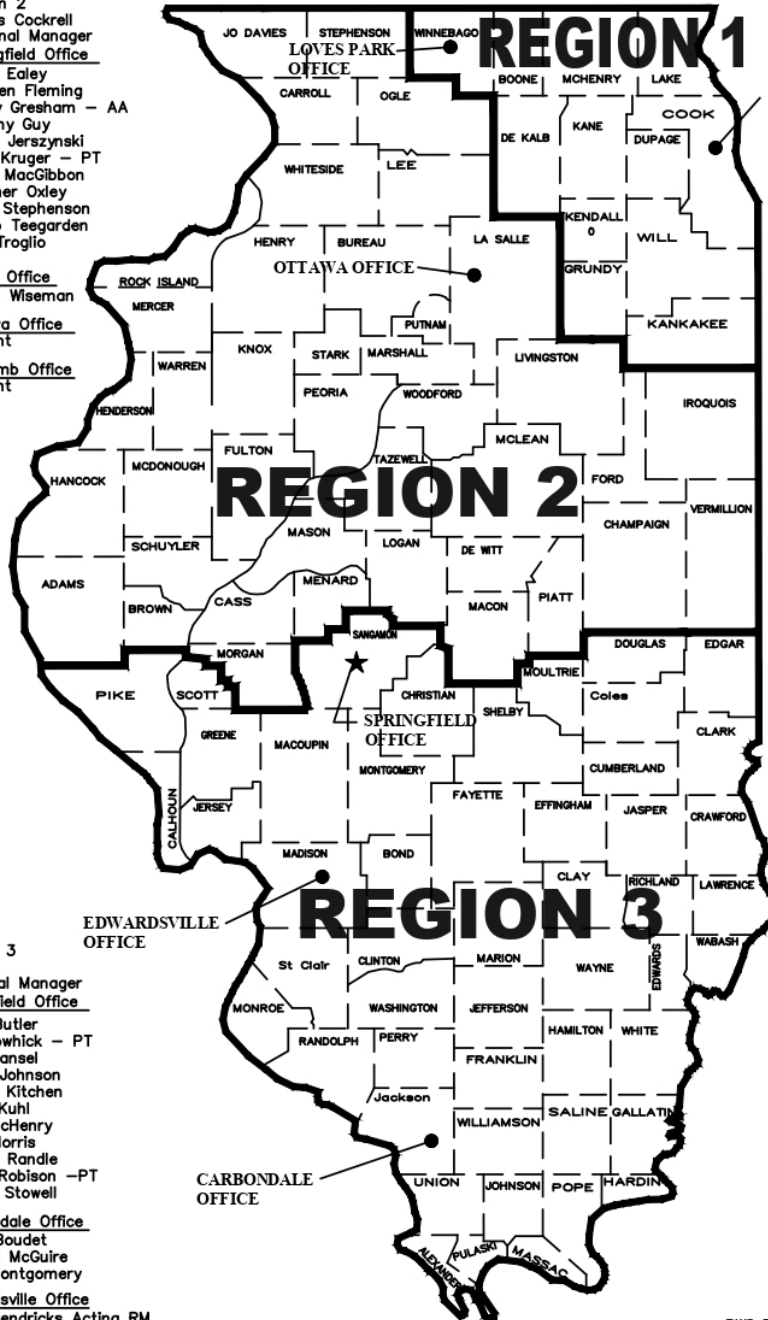 n 2
s Cockrell
nal Manager
gfield Office
Ealey
en Fleming
y Gresham – AA
ny Guy
Jerszynski
Kruger – PT
MacGibbon
er Oxley
Stephenson
Teegarden
Troglio
Office
Wiseman
a Office
nt
mb Office
nt
JO DAVIES
STEPHENSON
WINNEBAGO
REGION 1
LOVES PARK
OFFICE
BOONE
MCHENRY
LAKE
CARROLL
OGLE
COOK
DE KALB
KANE
DUPAGE
WHITESIDE
LEE
KENDALL
0
WILL
HENRY
BUREAU
LA SALLE
OTTAWA OFFICE
GRUNDY
ROCK ISLAND
MERCER
PUTNAM
KANKAKEE
KNOX
STARK
MARSHALL
LIVINGSTON
WARREN
PEORIA
WOODFORD
IROQUOIS
HENDERSON
MCLEAN
FULTON
TAZEWELL
HANCOCK
MCDONOUGH
FORD
REGION 2
VERMILLION
CHAMPAIGN
MASON
LOGAN
SCHUYLER
DE WITT
ADAMS
MENARD
BROWN
CASS
MACON
PIATT
SANGAMON
MORGAN
DOUGLAS
EDGAR
MOULTRIE
PIKE
SCOTT
CHRISTIAN
Coles
SHELBY
SPRINGFIELD
OFFICE
GREENE
MACOUPIN
CLARK
MONTGOMERY
CUMBERLAND
FAYETTE
EFFINGHAM
JASPER
CRAWFORD
CALHOUN
JERSEY
MADISON
BOND
CLAY
RICHLAND
LAWRENCE
REGION 3
EDWARDSVILLE
OFFICE
WABASH
St Clair
CLINTON
MARION
WAYNE
EDWARDS
MONROE
WASHINGTON
JEFFERSON
RANDOLPH
PERRY
HAMILTON
WHITE
FRANKLIN
Jackson
SALINE
GALLATIN
WILLIAMSON
CARBONDALE
OFFICE
UNION
JOHNSON
POPE
HARDIN
ALEXANDER
PULASKI
MASSAC
3
al Manager
ield Office
Butler
owhick – PT
ansel
Johnson
Kitchen
Kuhl
cHenry
Morris
Randle
Robison –PT
Stowell
dale Office
Boudet
McGuire
ontgomery
sville Office
endricks Acting RM